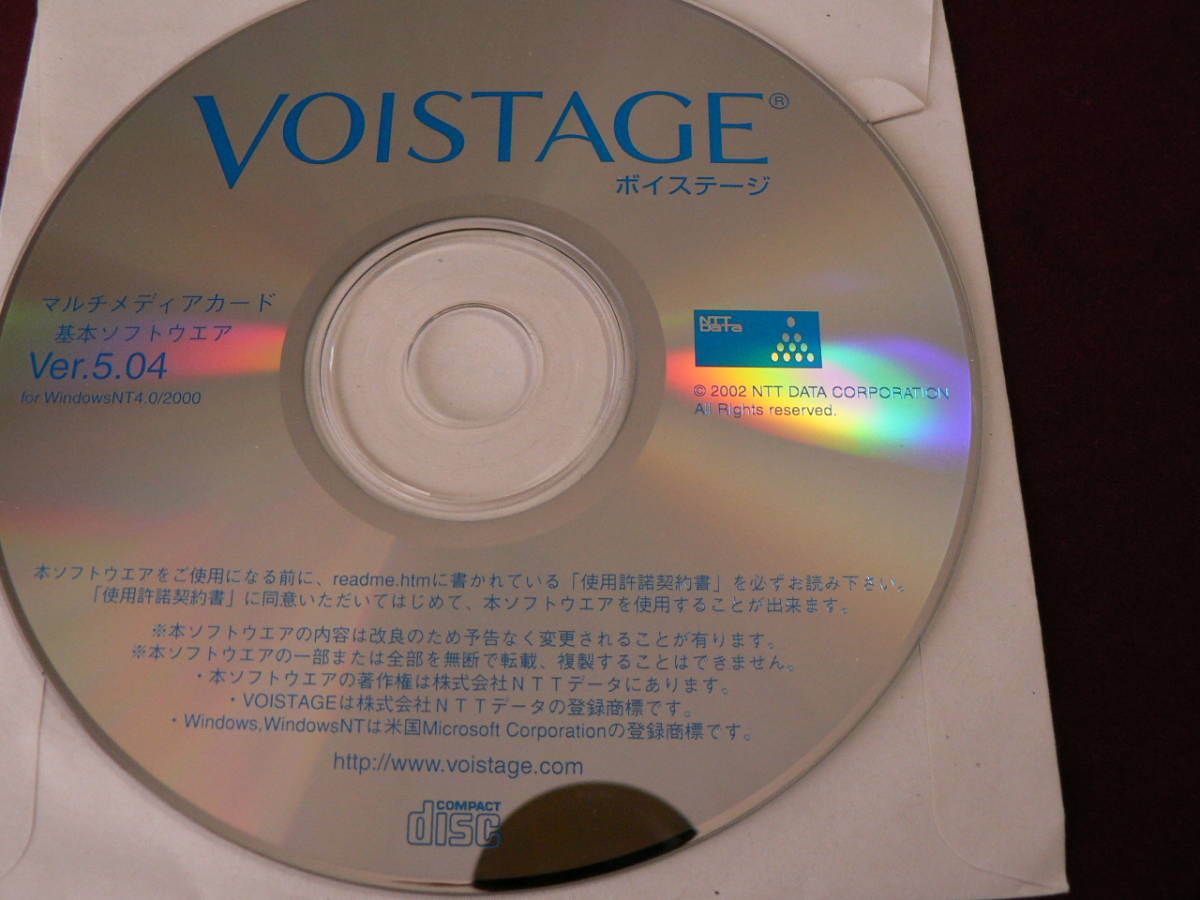 VOISTAGE®
ボイステージ
マルチメディアカード
基本ソフトウエア
Ver.5.04
for WindowsNT4.0/2000
NTT DATA
© 2002 NTT DATA CORPORATION
All Rights reserved.
本ソフトウエアをご使用になる前に、readme.htmに書かれている「使用許諾契約書」を必ずお読み下さい。
「使用許諾契約書」に同意いただいてはじめて、本ソフトウエアを使用することが出来ます。
※本ソフトウエアの内容は改良のため予告なく変更されることが有ります。
※本ソフトウエアの一部または全部を無断で転載、複製することはできません。
・本ソフトウエアの著作権は株式会社NTTデータにあります。
・VOISTAGEは株式会社NTTデータの登録商標です。
・Windows,WindowsNTは米国Microsoft Corporationの登録商標です。
http://www.voistage.com
COMPACT
disc